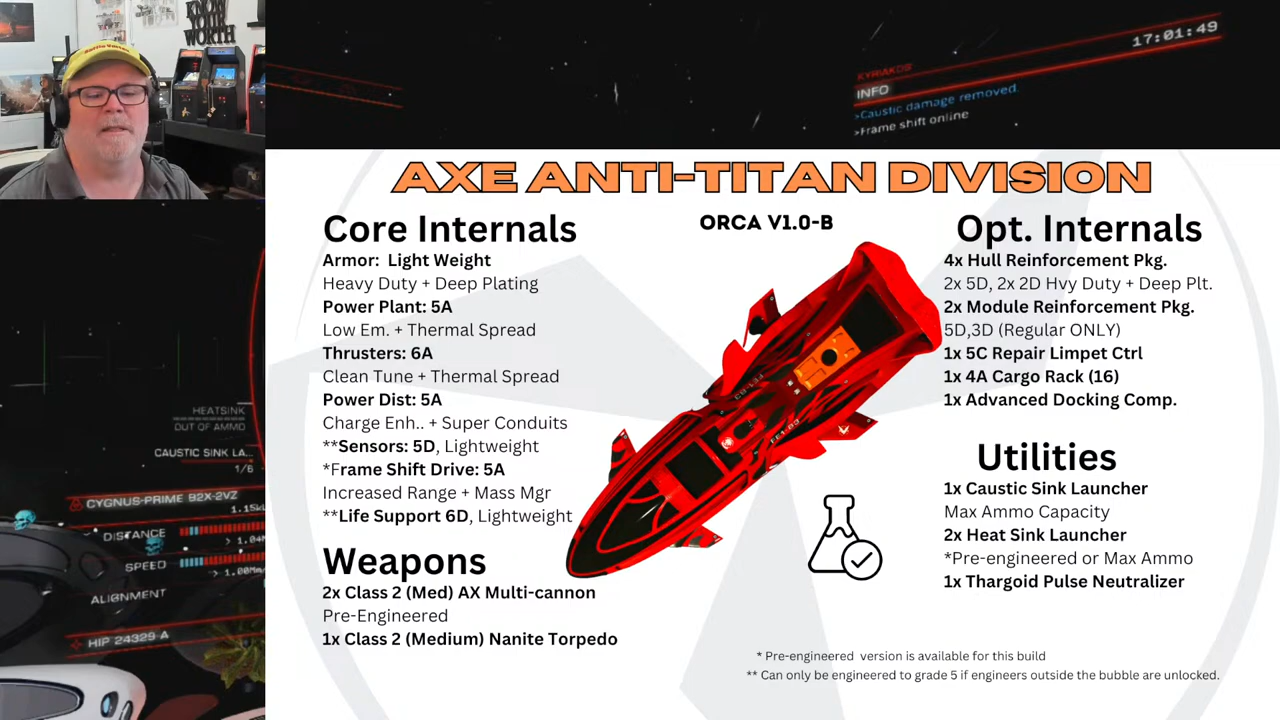 KNOW
YOUR
WORTH
17:01:49
KYRIAKOS
INFO
>Caustic damage removed.
>Frame shift online
AXE ANTI-TITAN DIVISION
ORCA V1.0-B
Core Internals
Armor: Light Weight
Heavy Duty + Deep Plating
Power Plant: 5A
Low Em. + Thermal Spread
Thrusters: 6A
Clean Tune + Thermal Spread
Power Dist: 5A
Charge Enh.. + Super Conduits
**Sensors: 5D, Lightweight
*Frame Shift Drive: 5A
Increased Range + Mass Mgr
**Life Support 6D, Lightweight
Weapons
2x Class 2 (Med) AX Multi-cannon
Pre-Engineered
1x Class 2 (Medium) Nanite Torpedo
Opt. Internals
4x Hull Reinforcement Pkg.
2x 5D, 2x 2D Hvy Duty + Deep Plt.
2x Module Reinforcement Pkg.
5D,3D (Regular ONLY)
1x 5C Repair Limpet Ctrl
1x 4A Cargo Rack (16)
1x Advanced Docking Comp.
Utilities
1x Caustic Sink Launcher
Max Ammo Capacity
2x Heat Sink Launcher
*Pre-engineered or Max Ammo
1x Thargoid Pulse Neutralizer
* Pre-engineered version is available for this build
** Can only be engineered to grade 5 if engineers outside the bubble are unlocked.
HEATSINK
OUT OF AMMO
CAUSTIC SINK LA...
1/6
CYGNUS-PRIME B2X-2VZ
DISTANCE
SPEED
ALIGNMENT
HIP 24329 A